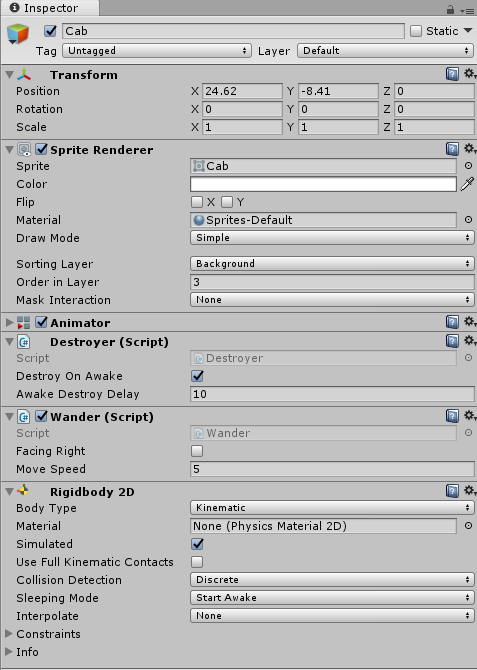 Inspector
Cab
Static
Tag Untagged Layer Default
Transform
Position X 24.62 Y -8.41 Z 0
Rotation X 0 Y 0 Z 0
Scale X 1 Y 1 Z 1
Sprite Renderer
Sprite Cab
Color
Flip X Y
Material Sprites-Default
Draw Mode Simple
Sorting Layer Background
Order in Layer 3
Mask Interaction None
Animator
Destroyer (Script)
Script Destroyer
Destroy On Awake
Awake Destroy Delay 10
Wander (Script)
Script Wander
Facing Right
Move Speed 5
Rigidbody 2D
Body Type Kinematic
Material None (Physics Material 2D)
Simulated
Use Full Kinematic Contacts
Collision Detection Discrete
Sleeping Mode Start Awake
Interpolate None
Constraints
Info